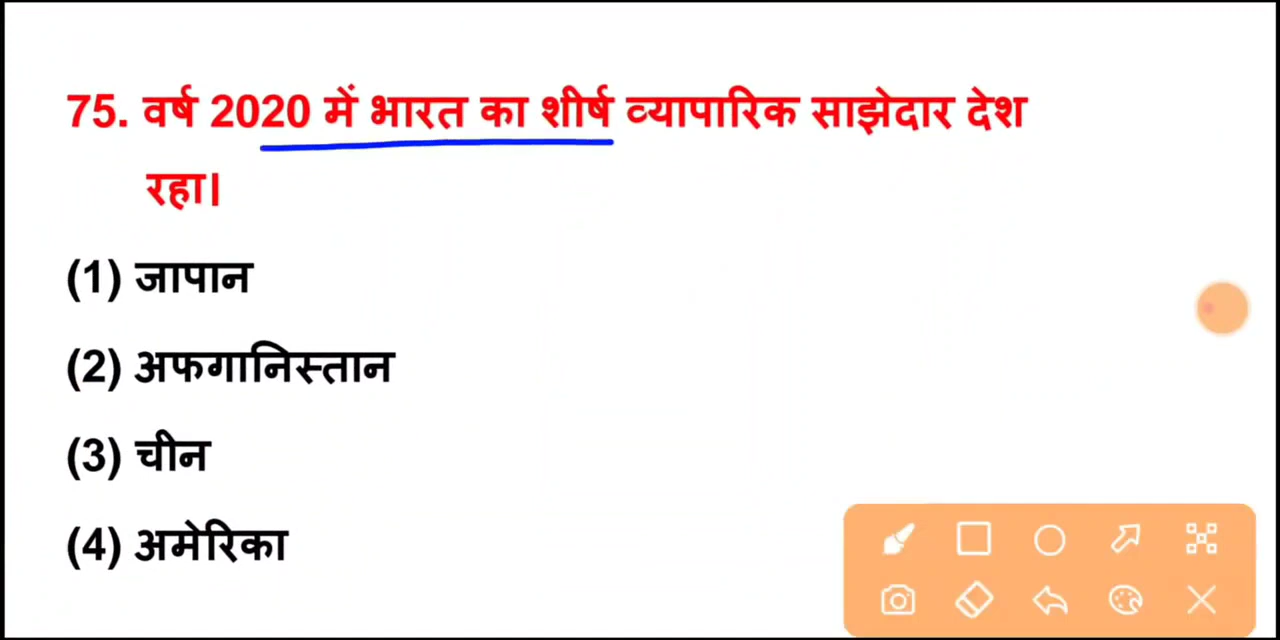 75. वर्ष 2020 में भारत का शीर्ष व्यापारिक साझेदार देश
रहा।
(1) जापान
(2) अफगानिस्तान
(3) चीन
(4) अमेरिका